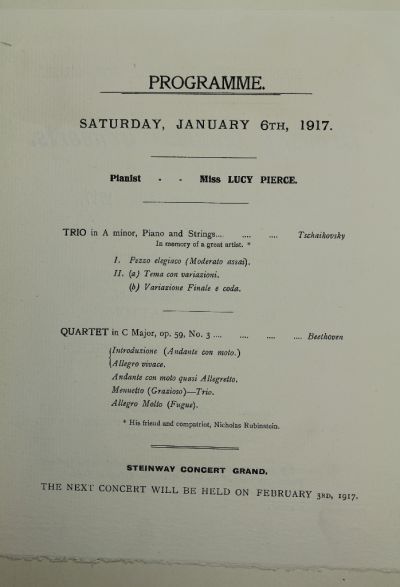 PROGRAMME.
SATURDAY, JANUARY 6TH, 1917.
Pianist - - Miss LUCY PIERCE.
TRIO in A minor, Piano and Strings... .... .... Tschaikovsky
In memory of a great artist. *
I. Pezzo elegiaco (Moderato assai).
II. (a) Tema con variazioni.
(b) Variazione Finale e coda.
QUARTET in C Major, op. 59, No. 3 .... .... .... .... Beethoven
Introduzione (Andante con moto.)
Allegro vivace.
Andante con moto quasi Allegretto.
Menuetto (Grazioso)—Trio.
Allegro Molto (Fugue).
* His friend and compatriot, Nicholas Rubinstein.
STEINWAY CONCERT GRAND.
THE NEXT CONCERT WILL BE HELD ON FEBRUARY 3RD, 1917.